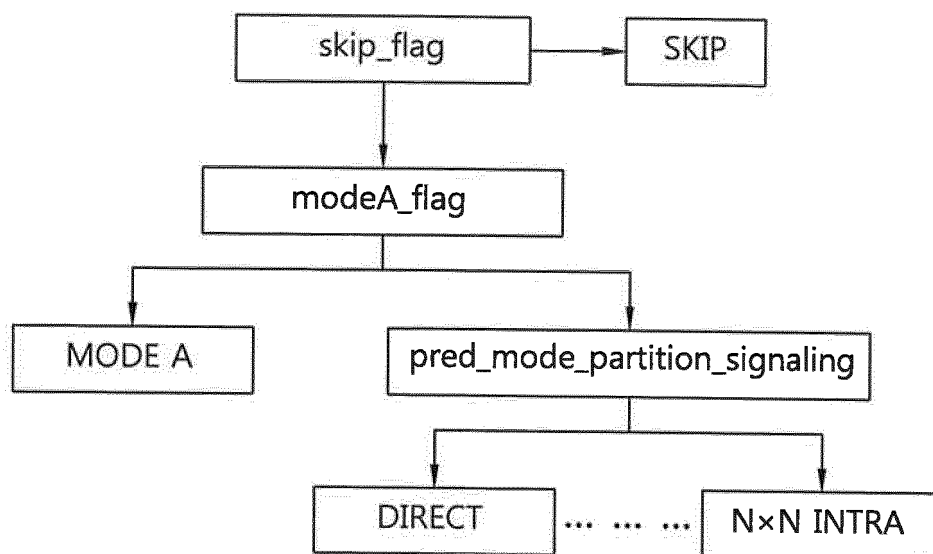 skip_flag
SKIP
modeA_flag
MODE A
pred_mode_partition_signaling
DIRECT
... ... ...
N×N INTRA